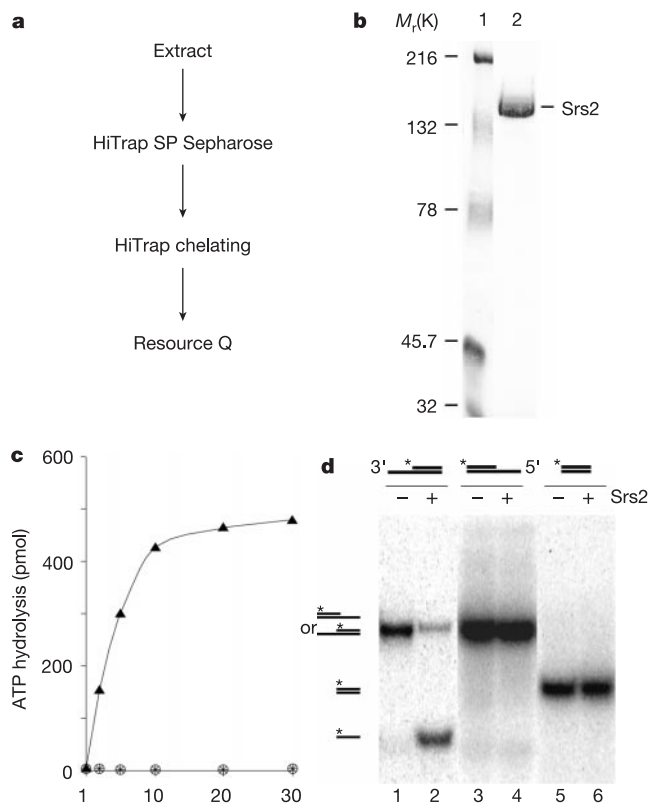 a
Extract
HiTrap SP Sepharose
HiTrap chelating
Resource Q
b
Mr(K) 1 2
216
132
78
45.7
32
Srs2
c
ATP hydrolysis (pmol)
600
400
200
0
1 10 20 30
d
3' * * 5' *
– + – + – + Srs2
*
or *
*
*
1 2 3 4 5 6